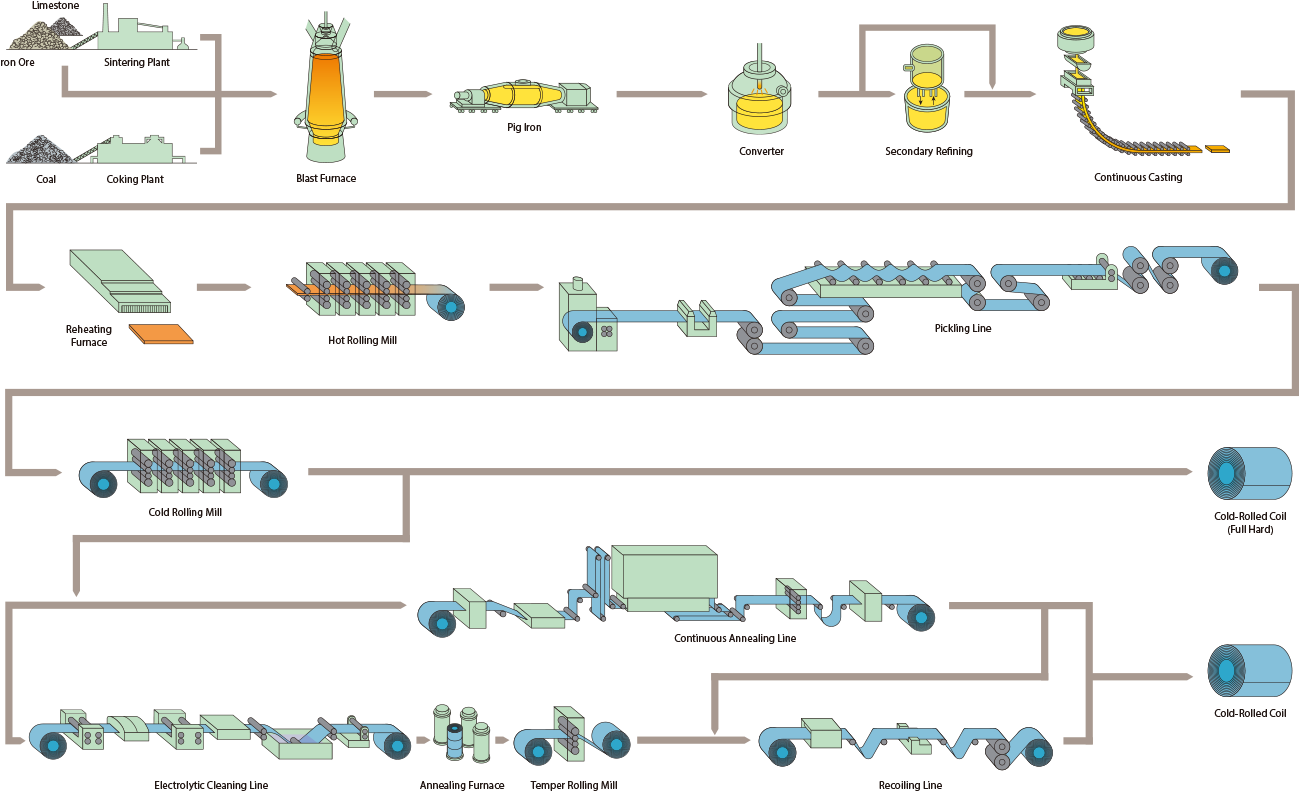 Limestone
ron Ore
Sintering Plant
Coal
Coking Plant
Blast Furnace
Pig Iron
Converter
Secondary Refining
Continuous Casting
Reheating
Furnace
Hot Rolling Mill
Pickling Line
Cold Rolling Mill
Cold-Rolled Coil
(Full Hard)
Continuous Annealing Line
Cold-Rolled Coil
Electrolytic Cleaning Line
Annealing Furnace
Temper Rolling Mill
Recoiling Line